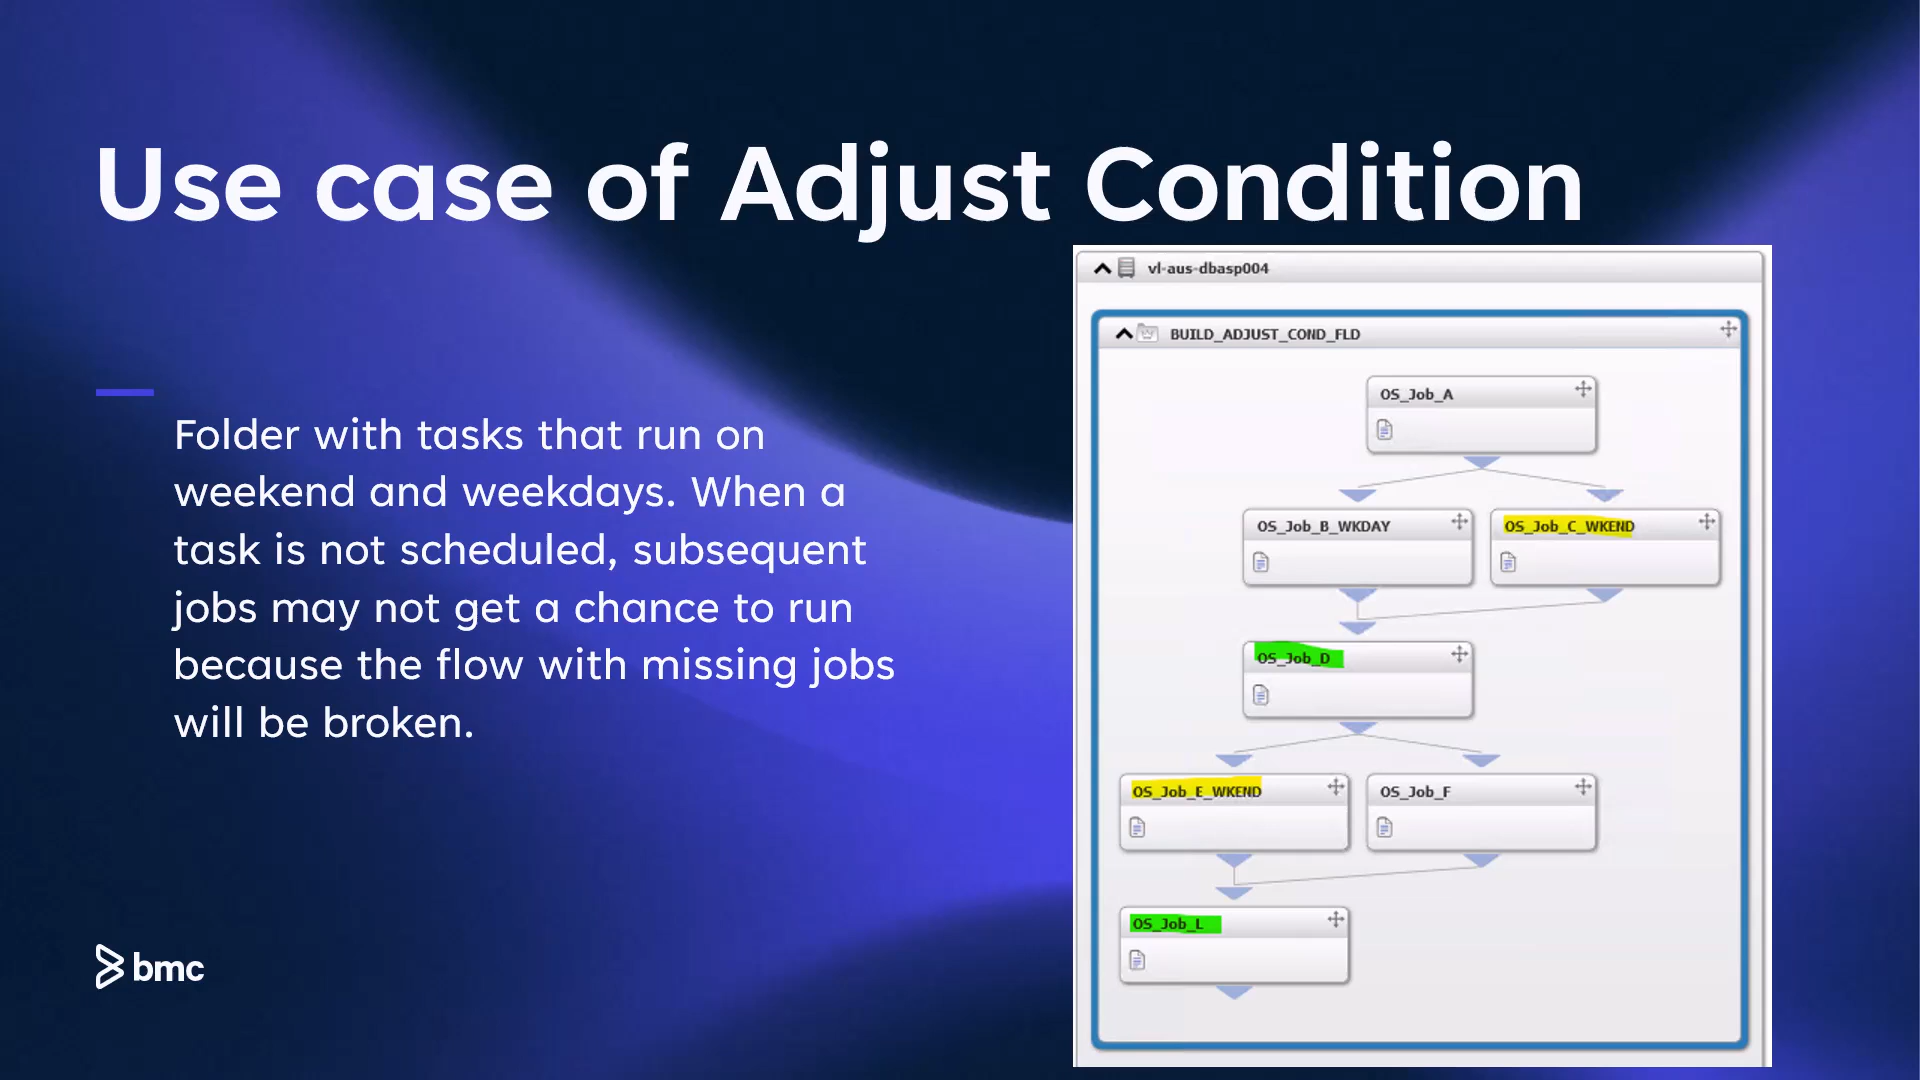 Use case of Adjust Condition
Folder with tasks that run on
weekend and weekdays. When a
task is not scheduled, subsequent
jobs may not get a chance to run
because the flow with missing jobs
will be broken.
vl-aus-dbasp004
BUILD_ADJUST_COND_FLD
OS_Job_A
OS_Job_B_WKDAY
OS_Job_C_WKEND
OS_Job_D
OS_Job_E_WKEND
OS_Job_F
OS_Job_L
bmc